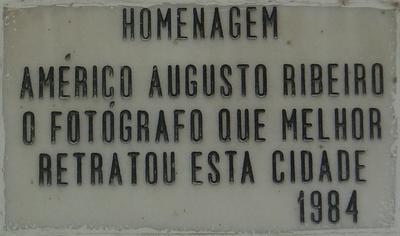 HOMENAGEM
AMÉRICO AUGUSTO RIBEIRO
O FOTÓGRAFO QUE MELHOR
RETRATOU ESTA CIDADE
1984